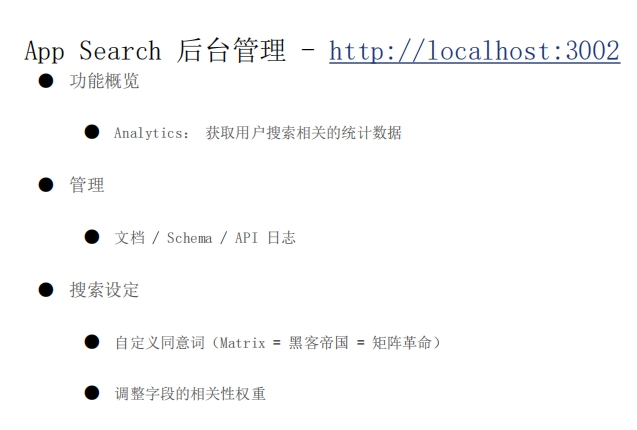 App Search 后台管理 - http://localhost:3002
● 功能概览
● Analytics： 获取用户搜索相关的统计数据
● 管理
● 文档 / Schema / API 日志
● 搜索设定
● 自定义同意词（Matrix = 黑客帝国 = 矩阵革命）
● 调整字段的相关性权重